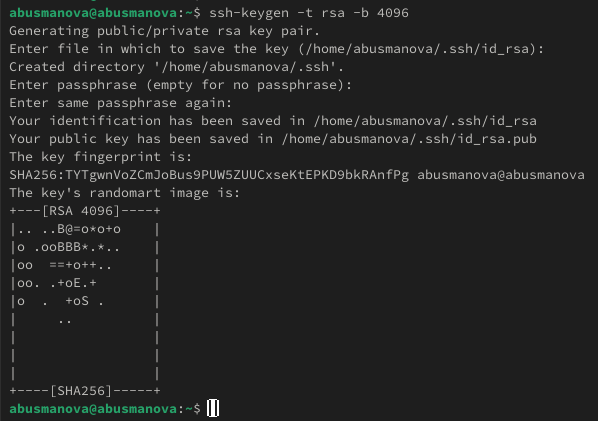 abusmanova@abusmanova:~$ ssh-keygen -t rsa -b 4096
Generating public/private rsa key pair.
Enter file in which to save the key (/home/abusmanova/.ssh/id_rsa):
Created directory '/home/abusmanova/.ssh'.
Enter passphrase (empty for no passphrase):
Enter same passphrase again:
Your identification has been saved in /home/abusmanova/.ssh/id_rsa
Your public key has been saved in /home/abusmanova/.ssh/id_rsa.pub
The key fingerprint is:
SHA256:TYTgwnVoZCmJoBus9PUW5ZUUCxseKtEPKD9bkRAnfPg abusmanova@abusmanova
The key's randomart image is:
+---[RSA 4096]----+
|.. ..B@=o*o+o    |
|o .ooBBB*.*..    |
|oo  ==+o++..     |
|oo. .+oE.+       |
|o  .  +oS .      |
|     ..          |
|                 |
|                 |
|                 |
+----[SHA256]-----+
abusmanova@abusmanova:~$